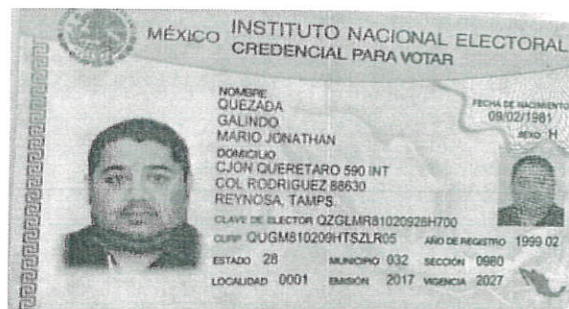 MÉXICO INSTITUTO NACIONAL ELECTORAL
CREDENCIAL PARA VOTAR
NOMBRE
QUEZADA
GALINDO
MARIO JONATHAN
FECHA DE NACIMIENTO
09/02/1981
SEXO H
DOMICILIO
CJON QUERETARO 590 INT
COL RODRIGUEZ 88630
REYNOSA, TAMPS.
CLAVE DE ELECTOR QZGLMR81020928H700
CURP QUGM810209HTSZLR05 AÑO DE REGISTRO 1999 02
ESTADO 28 MUNICIPIO 032 SECCIÓN 0980
LOCALIDAD 0001 EMISIÓN 2017 VIGENCIA 2027